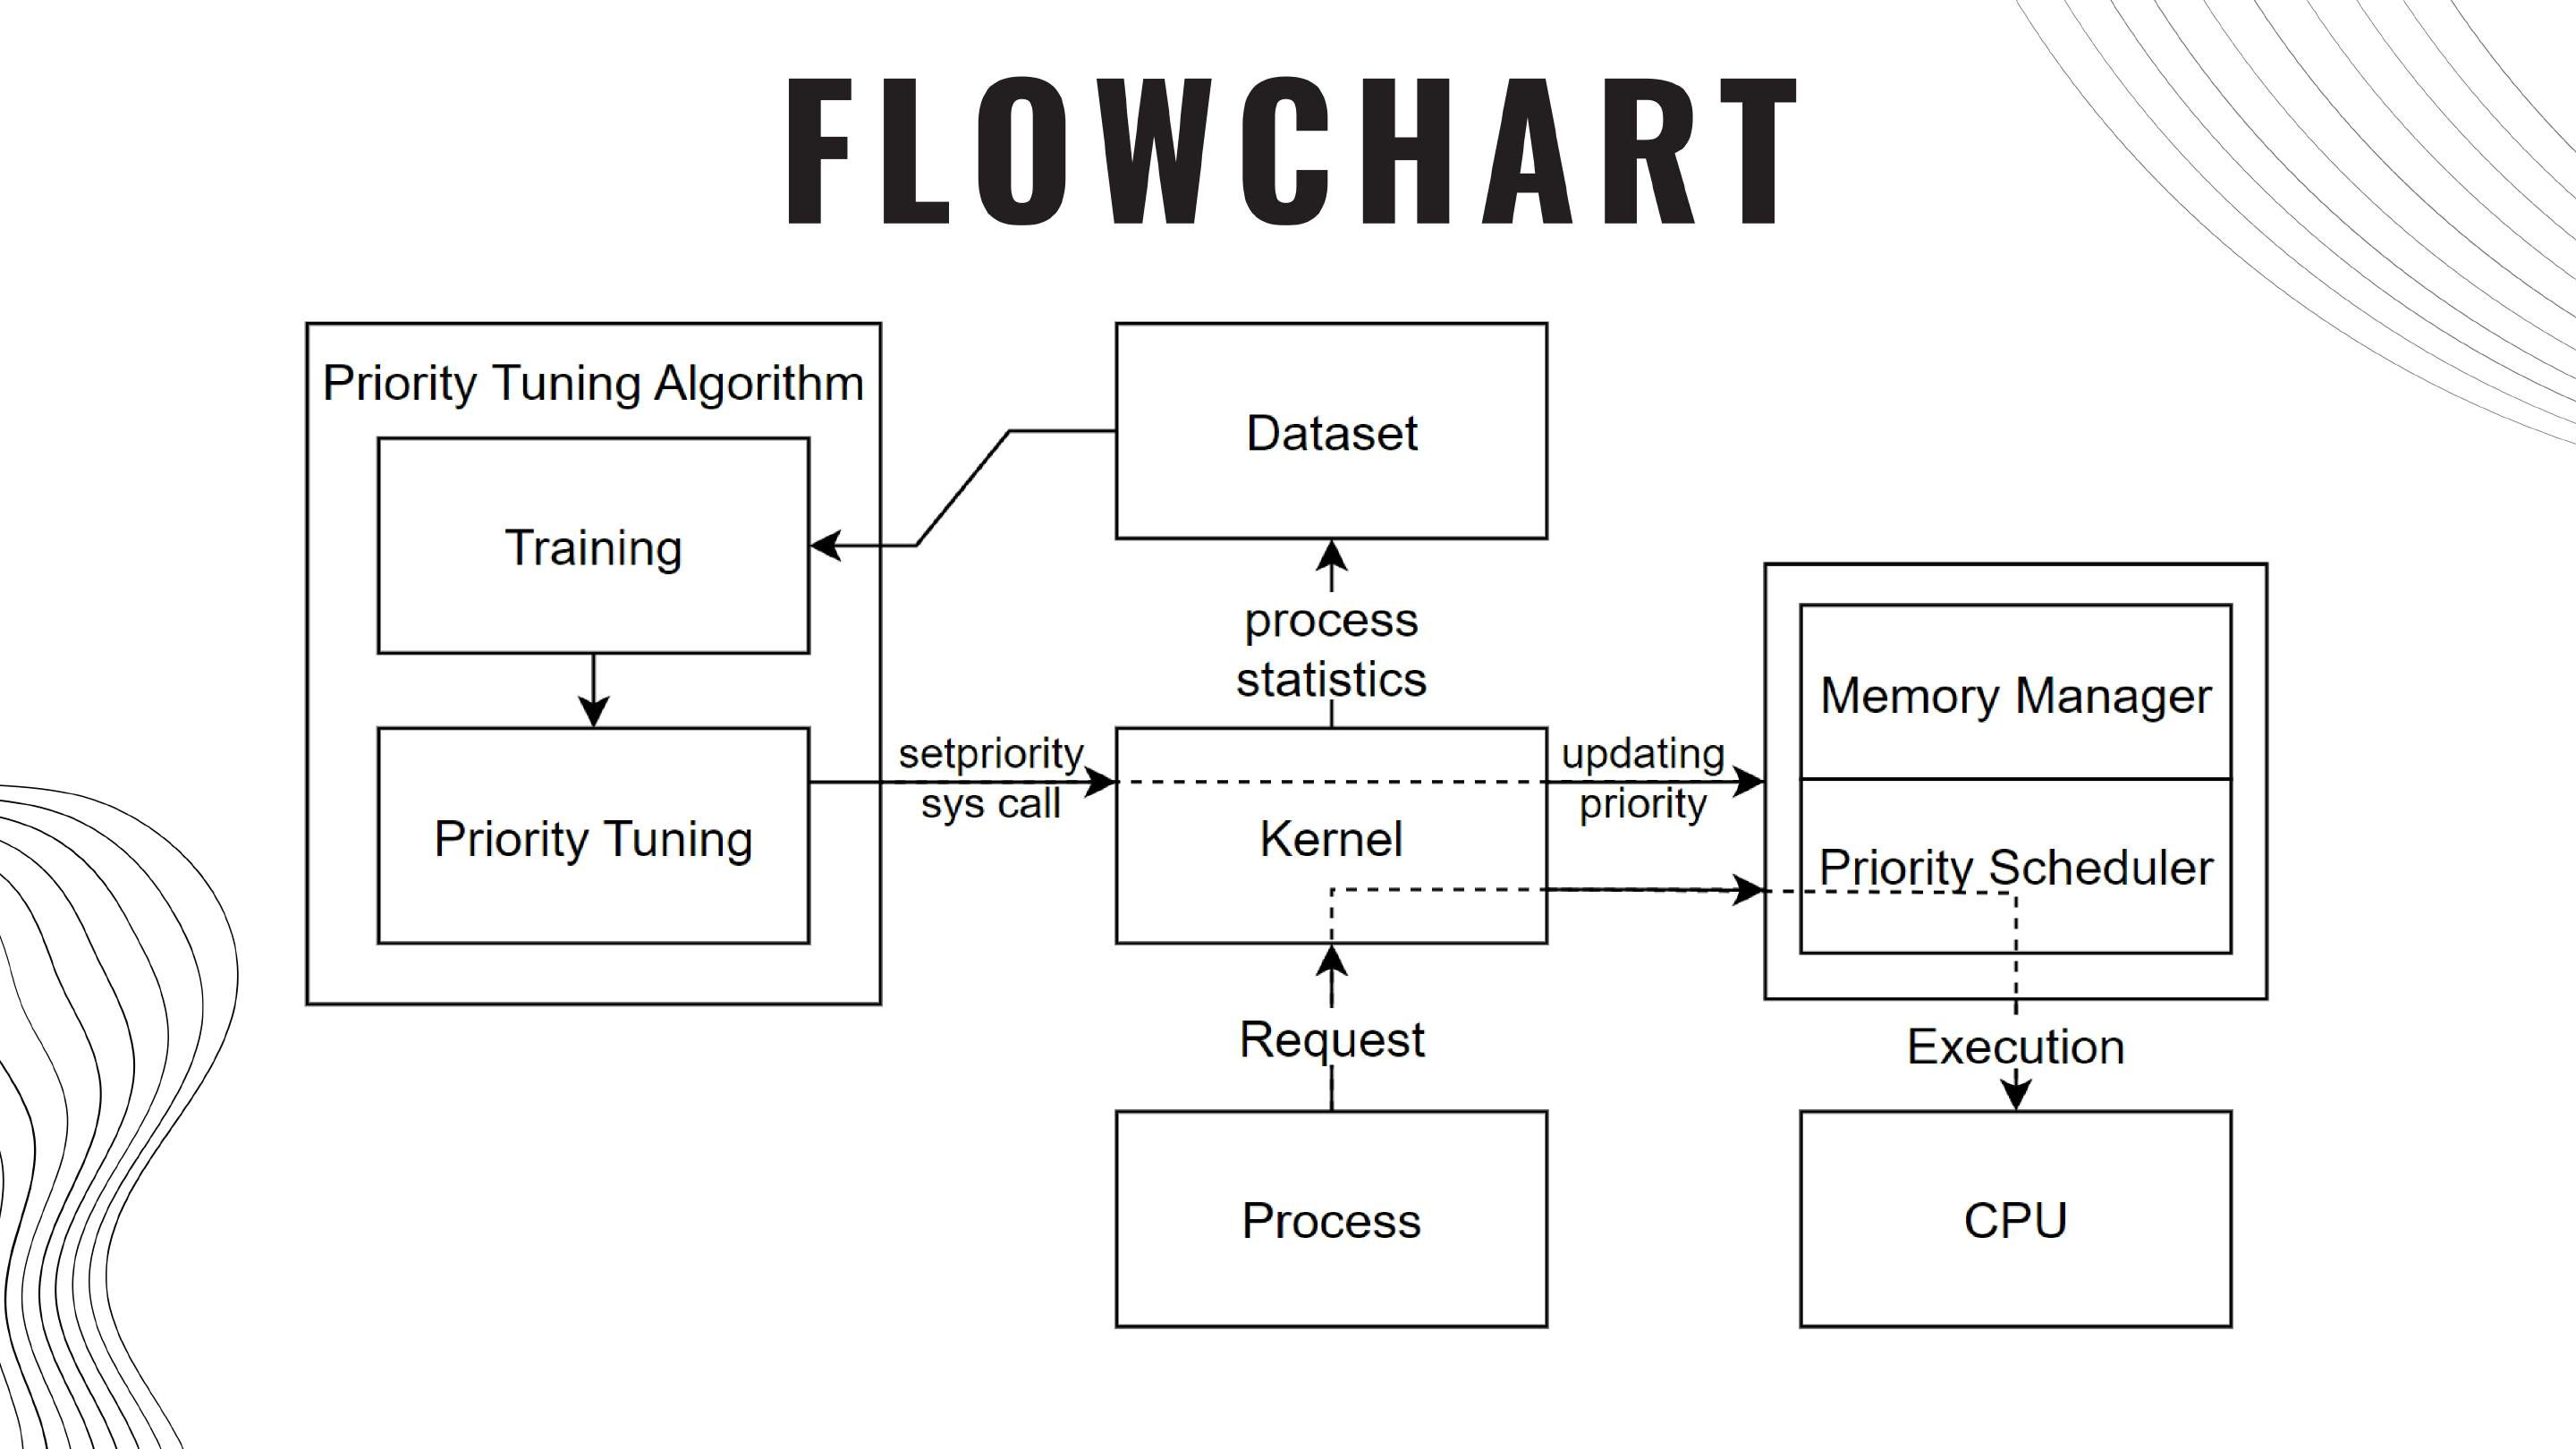 FLOWCHART
Priority Tuning Algorithm
Training
Priority Tuning
Dataset
process
statistics
setpriority
sys call
Kernel
updating
priority
Memory Manager
Priority Scheduler
Request
Execution
Process
CPU